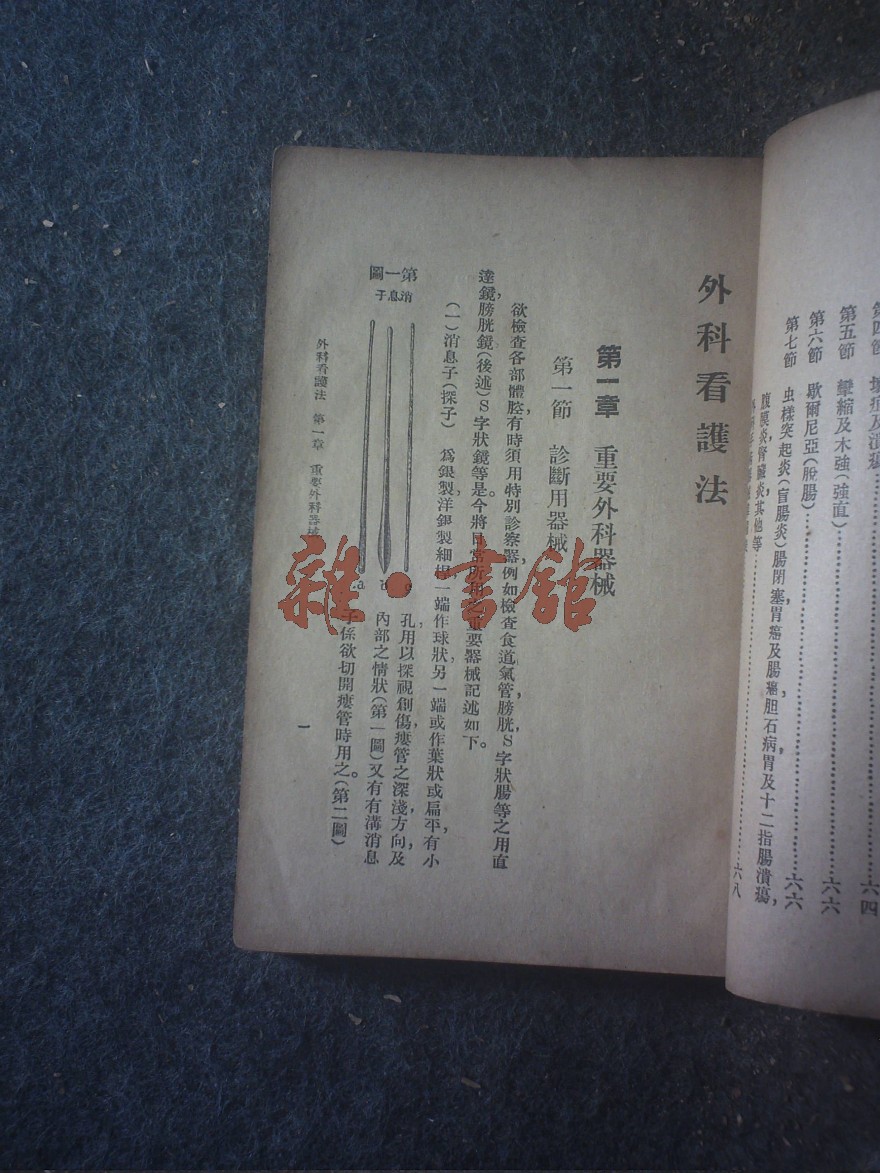 第五節　攣縮及木強(強直)……六六
第六節　歇爾尼亞(脫腸)……六六
第七節　虫樣突起炎(盲腸炎)腸閉塞胃癌及腸癌,胆石病,胃及十二指腸潰瘍,
腹膜炎腎臟炎其他等……六八
外科看護法
第一章　重要外科器械
第一節　診斷用器械
欲檢查各部體腔,有時須用特別診察器,例如檢查食道,氣管,膀胱,S字狀腸等之用直
達鏡,膀胱鏡(後述)S字狀鏡等是。今將日常所用重要器械記述如下。
(一)消息子(探子)　爲銀製,洋銀製細桿,一端作球狀,另一端或作葉狀或扁平,有小
孔,用以探視創傷瘻管之深淺,方向,及
內部之情狀(第一圖)又有有溝消息
子係欲切開瘻管時用之。(第二圖)
圖一第
子息消
外科看護法　第一章　重要外科器械
一
雜·書館